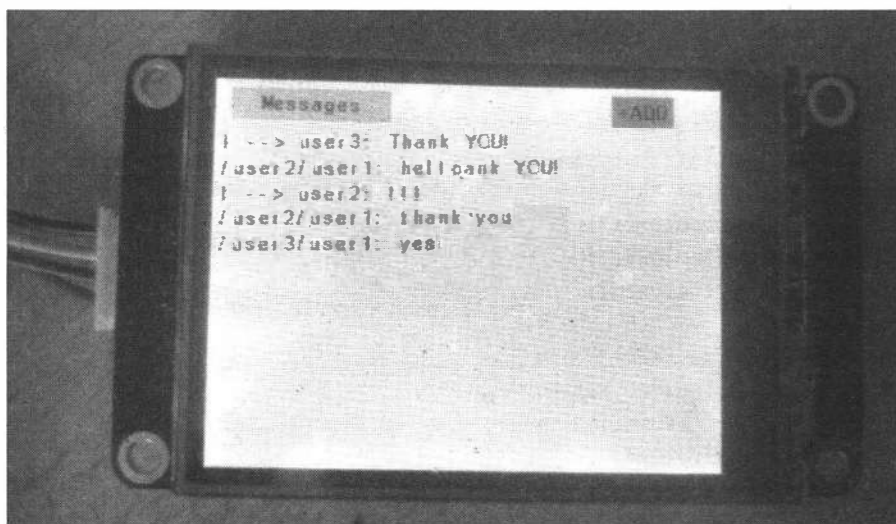 Messages
+ADD
I --> user3: Thank YOU!
/user2/user1: helloank YOU!
I --> user2: !!!
/user2/user1: thank you
/user3/user1: yes